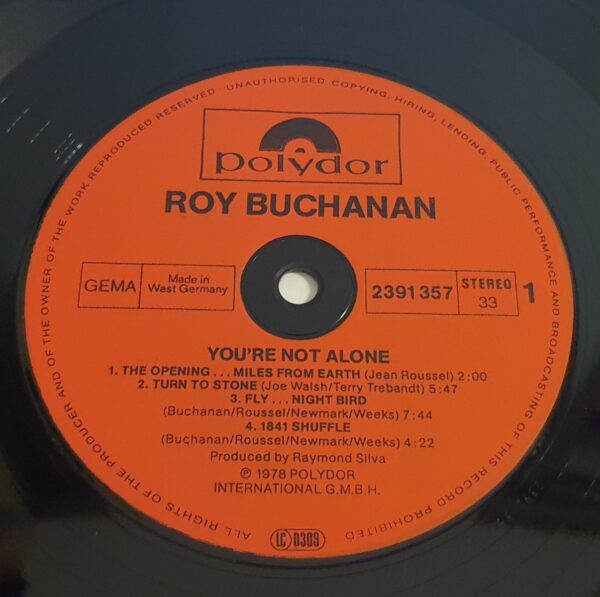 ALL RIGHTS OF THE PRODUCER AND OF THE OWNER OF THE WORK REPRODUCED RESERVED · UNAUTHORISED COPYING, HIRING, LENDING, PUBLIC PERFORMANCE AND BROADCASTING OF THIS RECORD PROHIBITED
polydor
ROY BUCHANAN
GEMA
Made in
West Germany
2391 357
STEREO
33
1
YOU'RE NOT ALONE
1. THE OPENING ... MILES FROM EARTH (Jean Roussel) 2:00
2. TURN TO STONE (Joe Walsh/Terry Trebandt) 5:47
3. FLY ... NIGHT BIRD
(Buchanan/Roussel/Newmark/Weeks) 7:44
4. 1841 SHUFFLE
(Buchanan/Roussel/Newmark/Weeks) 4:22
Produced by Raymond Silva
℗ 1978 POLYDOR
INTERNATIONAL G.M.B.H.
LC 0309